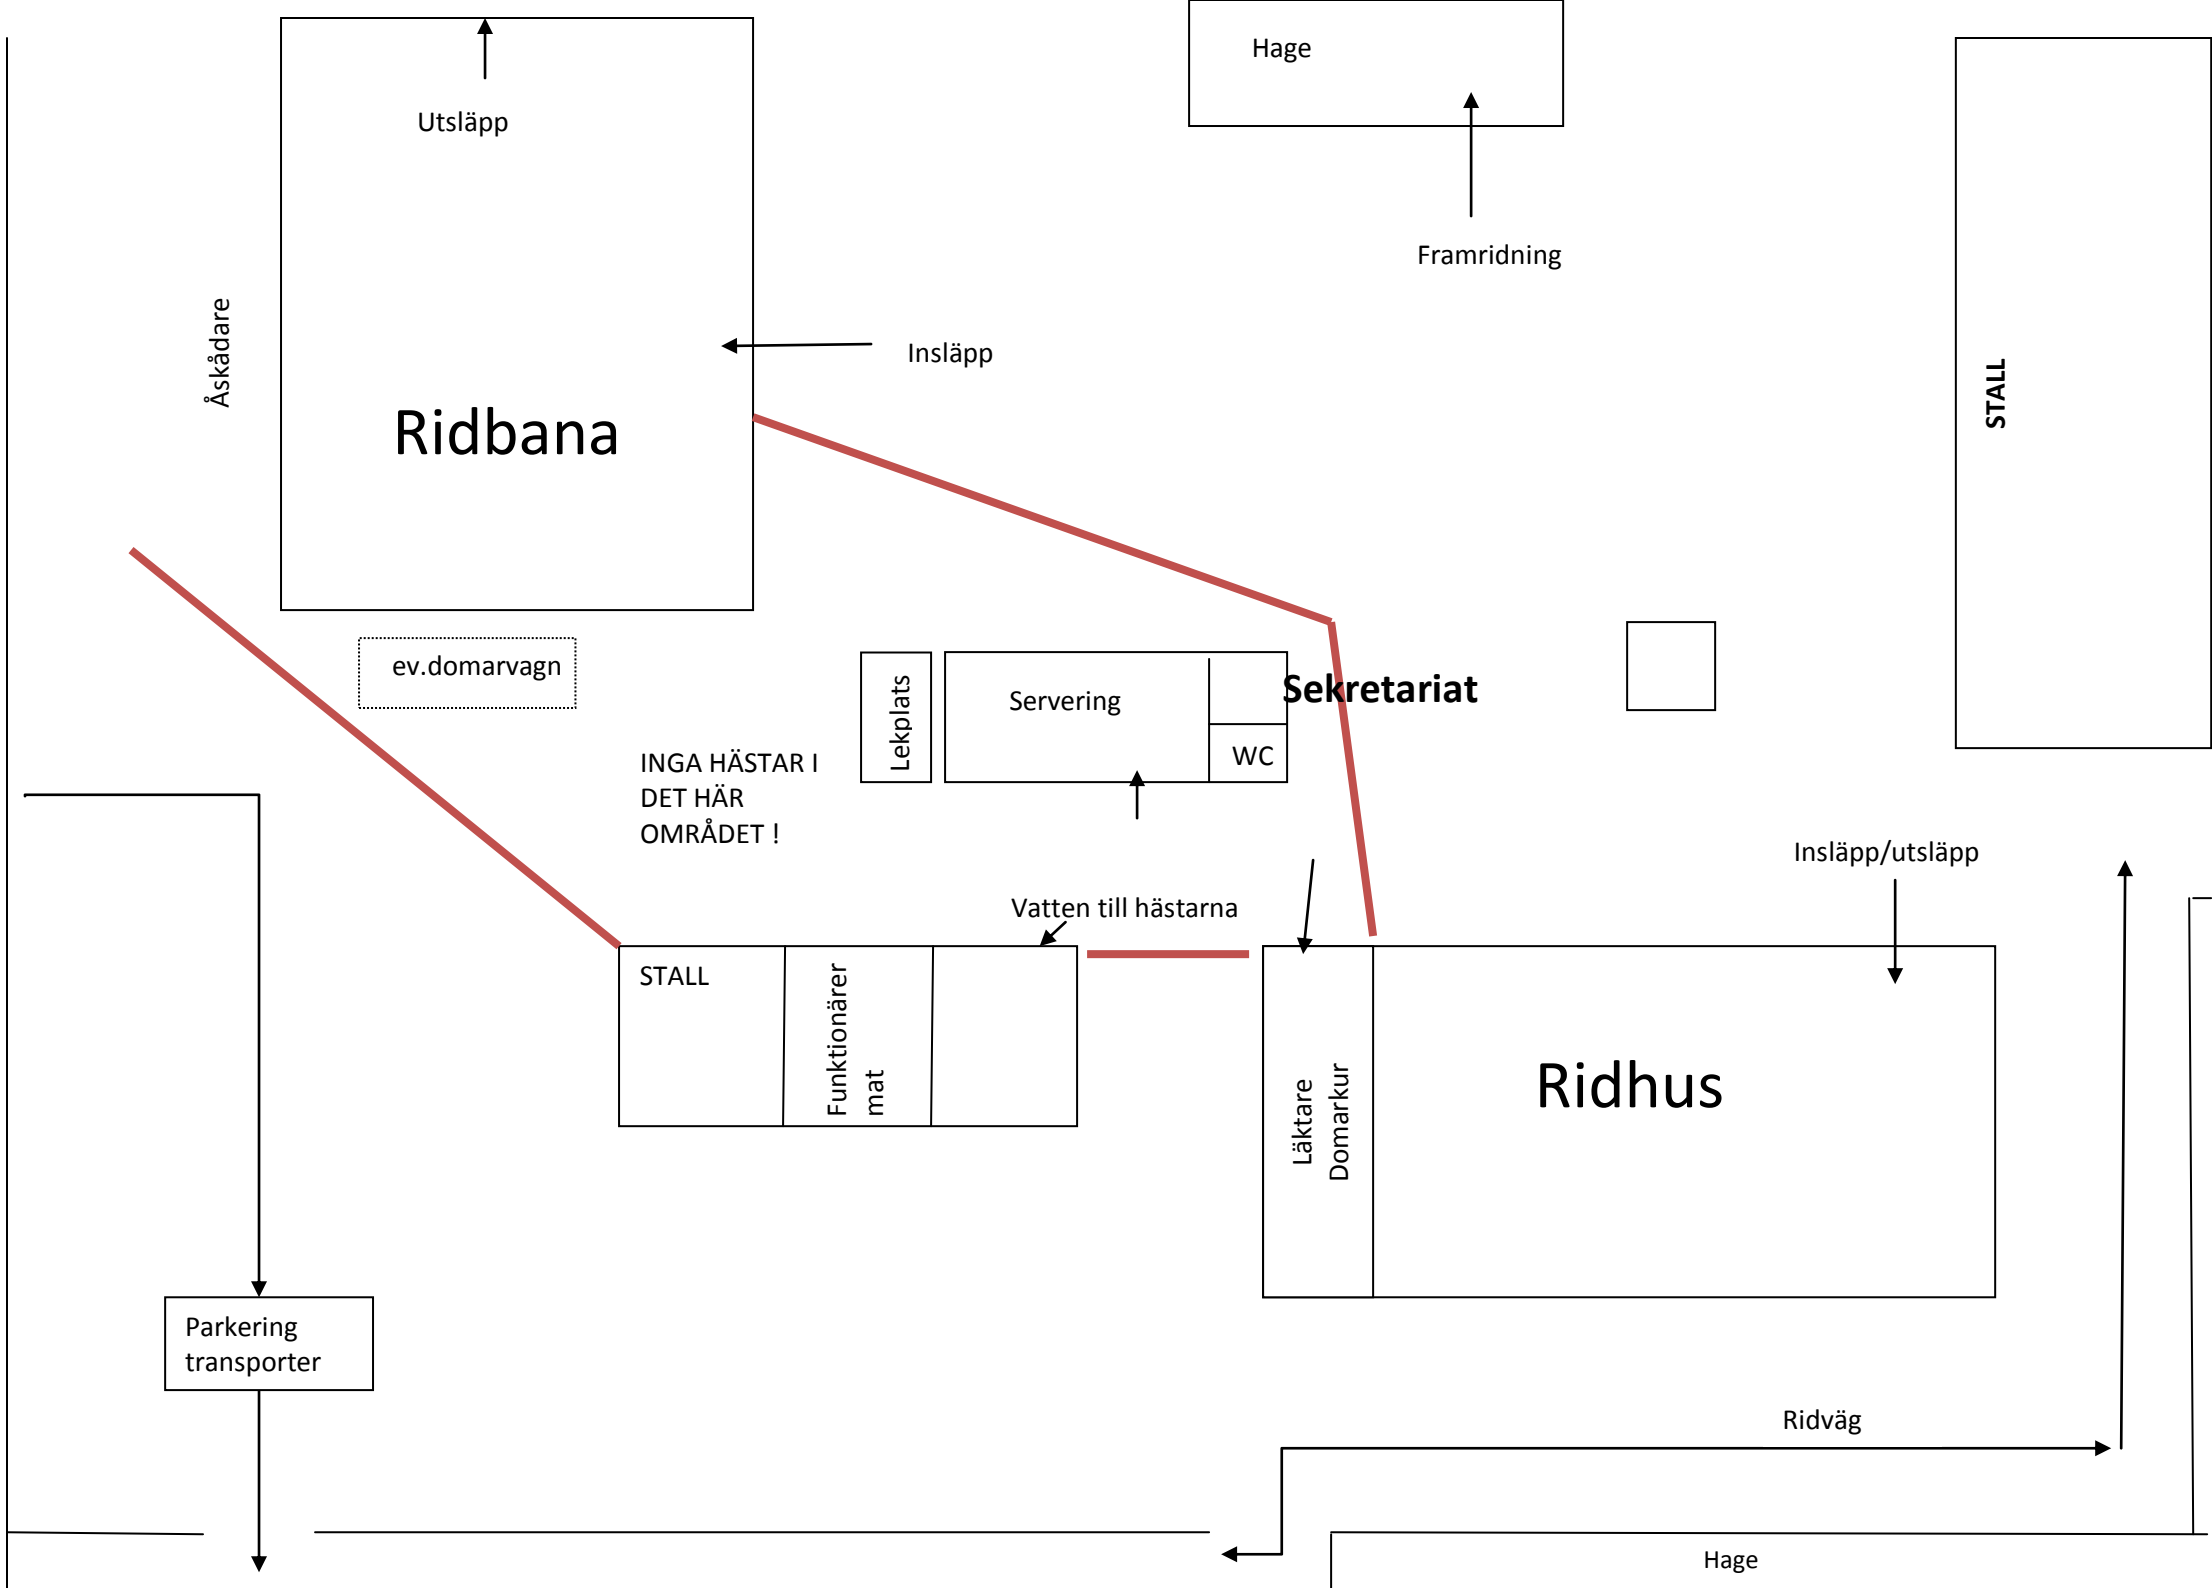 Hage
Utsläpp
Framridning
Åskådare
Insläpp
STALL
Ridbana
ev.domarvagn
Lekplats
Servering
Sekretariat
WC
INGA HÄSTAR I
DET HÄR
OMRÅDET !
Insläpp/utsläpp
Vatten till hästarna
STALL
Funktionärer
mat
Läktare
Domarkur
Ridhus
Parkering
transporter
Ridväg
Hage